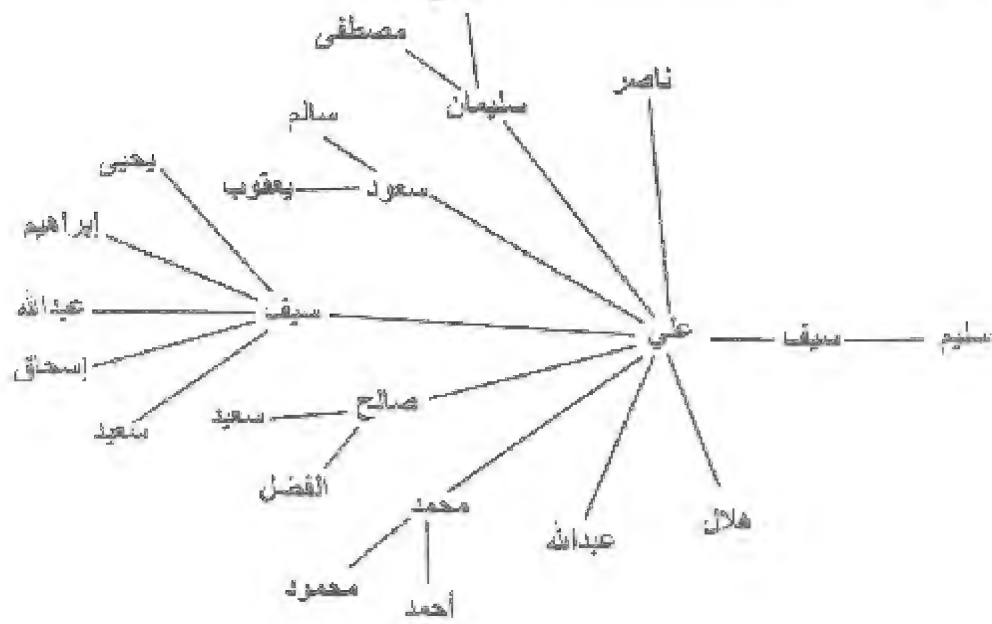 مصطفى
ناصر
سليمان
سالم
يحيى
سعود
يعقوب
إبراهيم
سيف
عبدالله
علي
سيف
سليم
إسحاق
صالح
سعيد
سعيد
الفضل
محمد
هلال
عبدالله
محمود
أحمد